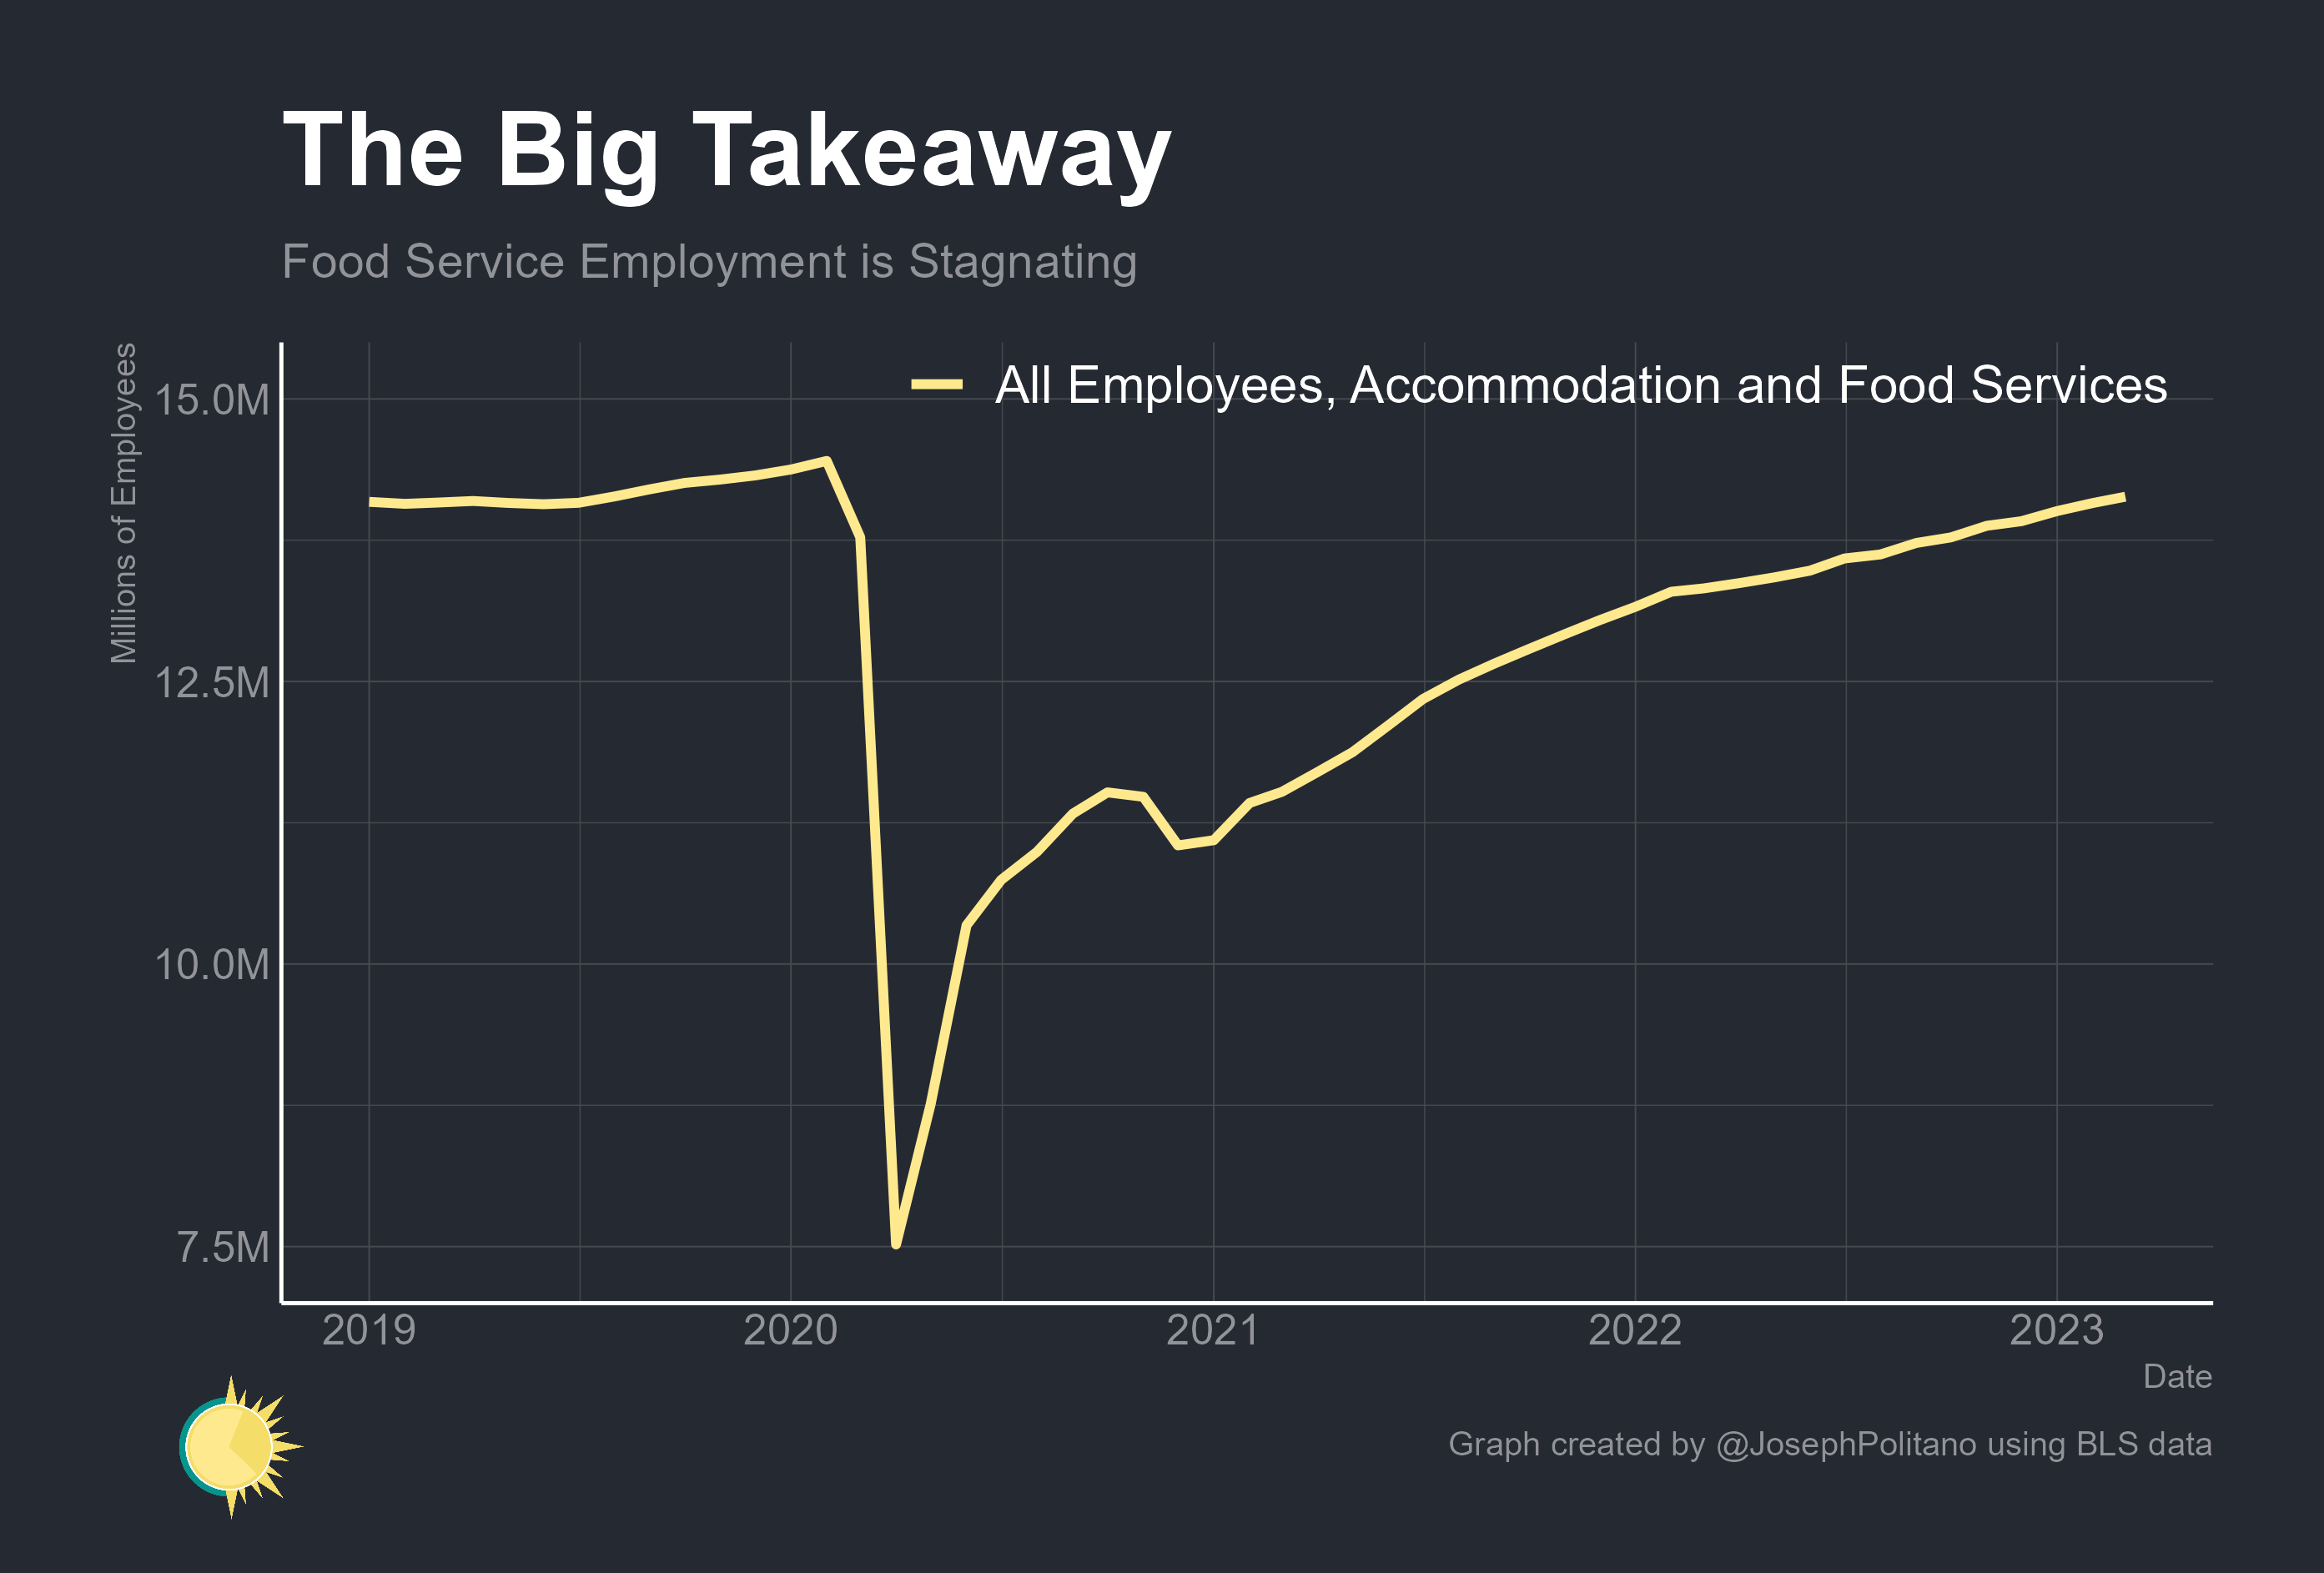 The Big Takeaway
Food Service Employment is Stagnating
Millions of Employees
All Employees, Accommodation and Food Services
15.0M
12.5M
10.0M
7.5M
2019 2020 2021 2022 2023
Date
Graph created by @JosephPolitano using BLS data